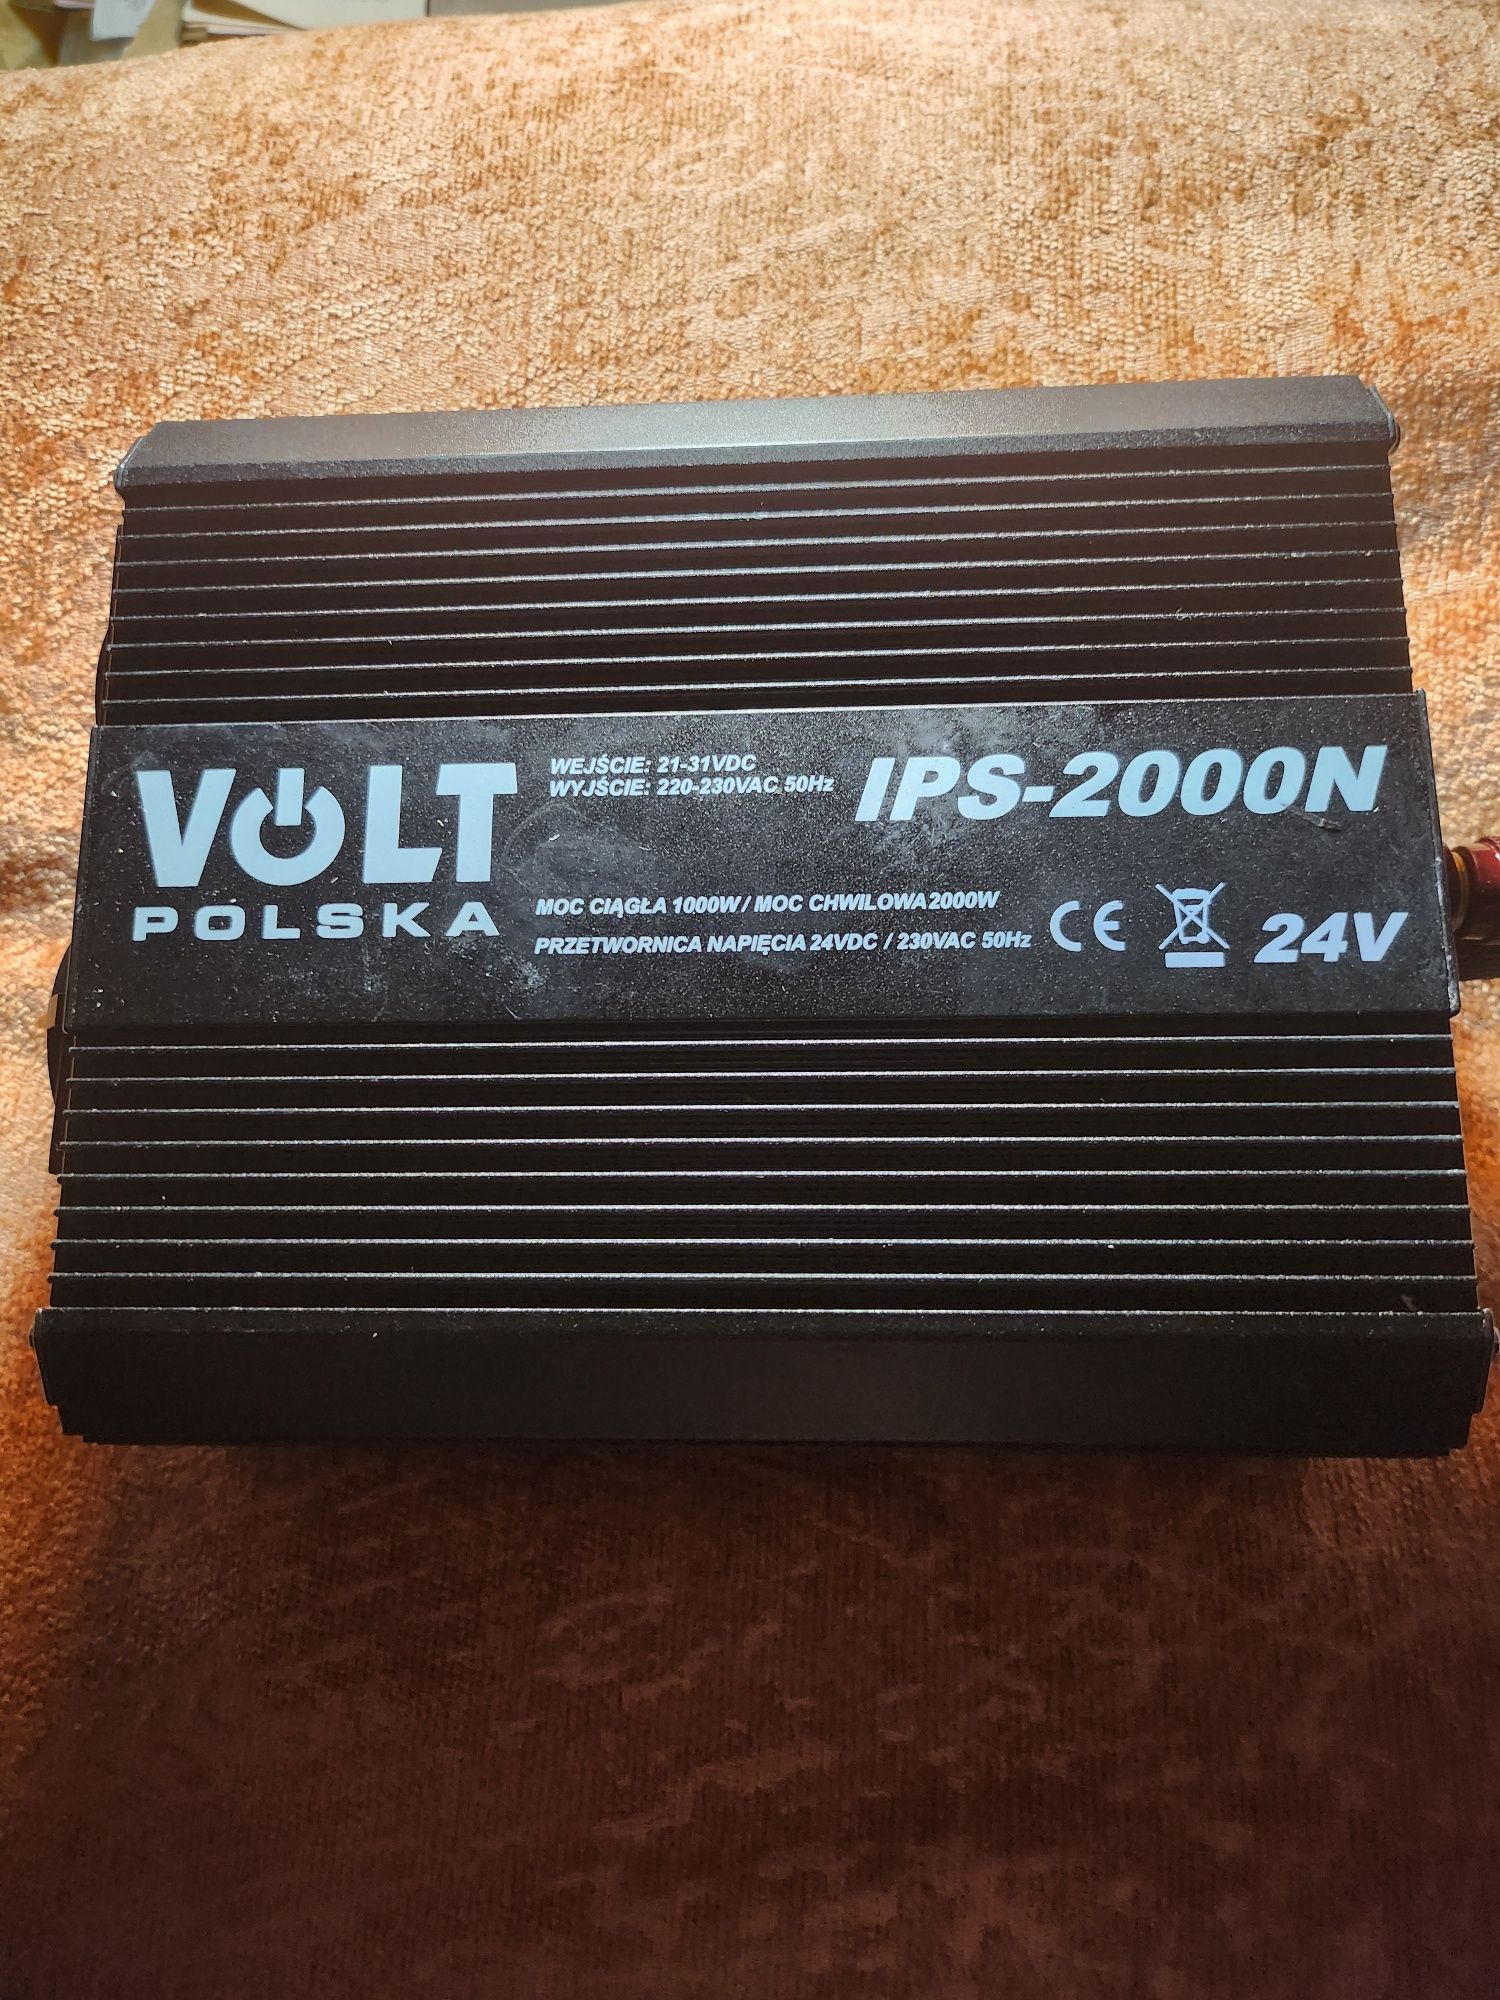 VOLT
POLSKA
WEJŚCIE: 21-31VDC
WYJŚCIE: 220-230VAC 50Hz
IPS-2000N
MOC CIĄGŁA 1000W / MOC CHWILOWA 2000W
PRZETWORNICA NAPIĘCIA 24VDC / 230VAC 50Hz
CE
24V